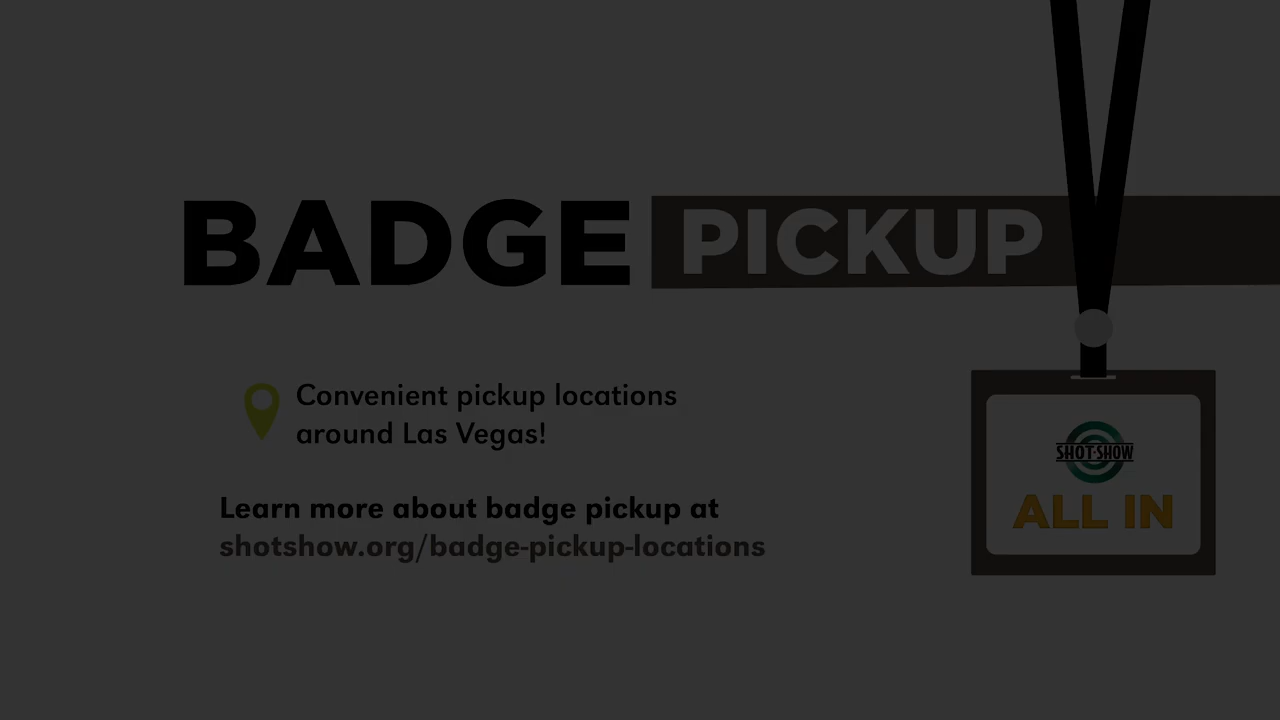 BADGE PICKUP
Convenient pickup locations
around Las Vegas!
Learn more about badge pickup at
shotshow.org/badge-pickup-locations
SHOT SHOW
ALL IN